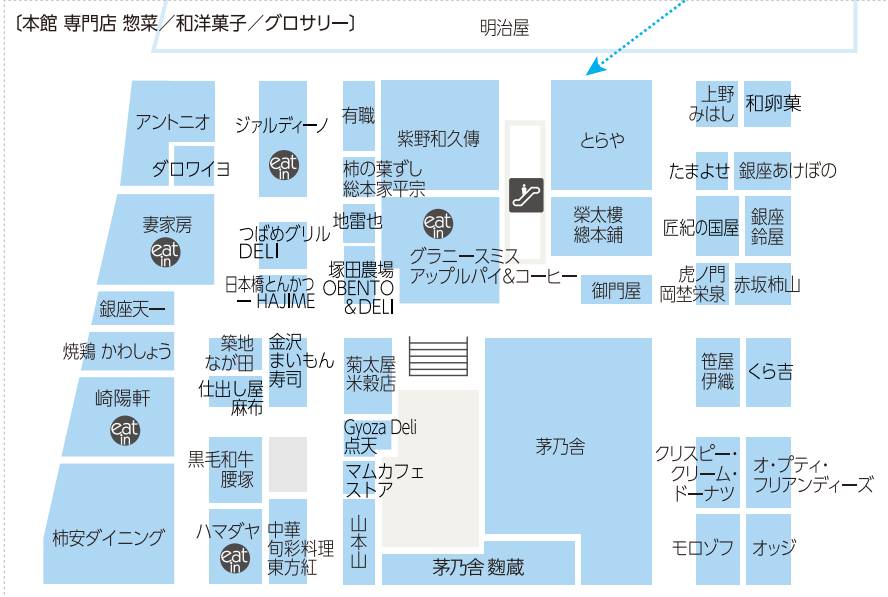 〔本館 専門店 惣菜／和洋菓子／グロサリー〕
明治屋
アントニオ
ダロワイヨ
ジァルディーノ
eat
in
有職
紫野和久傳
柿の葉ずし
総本家平宗
とらや
上野
みはし
和卵菓
たまよせ
銀座あけぼの
妻家房
eat
in
つばめグリル
DELI
地雷也
eat
in
グラニースミス
アップルパイ&コーヒー
榮太樓
總本鋪
匠紀の国屋
銀座
鈴屋
日本橋とんかつ
一 HAJIME
塚田農場
OBENTO
&DELI
御門屋
虎ノ門
岡埜栄泉
赤坂柿山
銀座天一
焼鶏 かわしょう
築地
なが田
金沢
まいもん
寿司
菊太屋
米穀店
笹屋
伊織
くら吉
崎陽軒
eat
in
仕出し屋
麻布
Gyoza Deli
点天
茅乃舎
黒毛和牛
腰塚
マムカフェ
ストア
クリスピー・
クリーム・
ドーナツ
オ・プティ・
フリアンディーズ
柿安ダイニング
ハマダヤ
eat
in
中華
旬彩料理
東方紅
山本山
茅乃舎 麴蔵
モロゾフ
オッジ